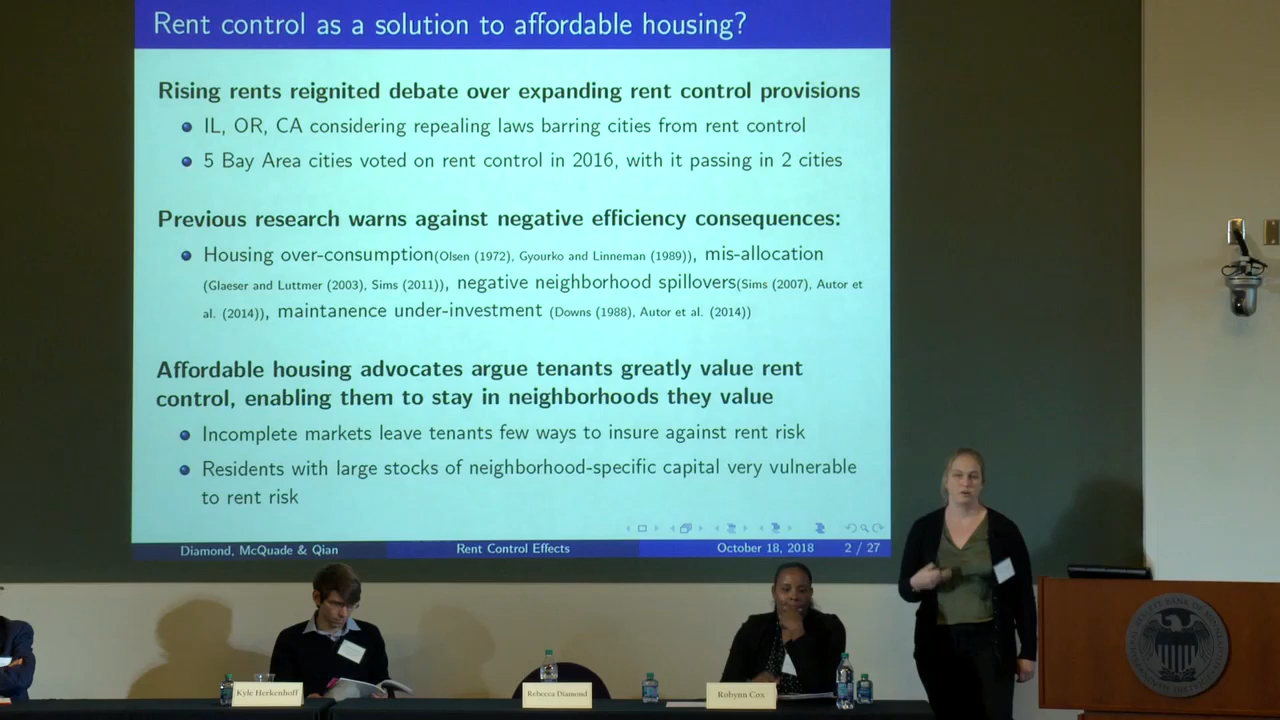 Rent control as a solution to affordable housing?
Rising rents reignited debate over expanding rent control provisions
IL, OR, CA considering repealing laws barring cities from rent control
5 Bay Area cities voted on rent control in 2016, with it passing in 2 cities
Previous research warns against negative efficiency consequences:
Housing over-consumption(Olsen (1972), Gyourko and Linneman (1989)), mis-allocation
(Glaeser and Luttmer (2003), Sims (2011)), negative neighborhood spillovers(Sims (2007), Autor et
al. (2014)), maintanence under-investment (Downs (1988), Autor et al. (2014))
Affordable housing advocates argue tenants greatly value rent
control, enabling them to stay in neighborhoods they value
Incomplete markets leave tenants few ways to insure against rent risk
Residents with large stocks of neighborhood-specific capital very vulnerable
to rent risk
Diamond, McQuade & Qian Rent Control Effects October 18, 2018 2 / 27
Kyle Herkenhoff
Rebecca Diamond
Robynn Cox